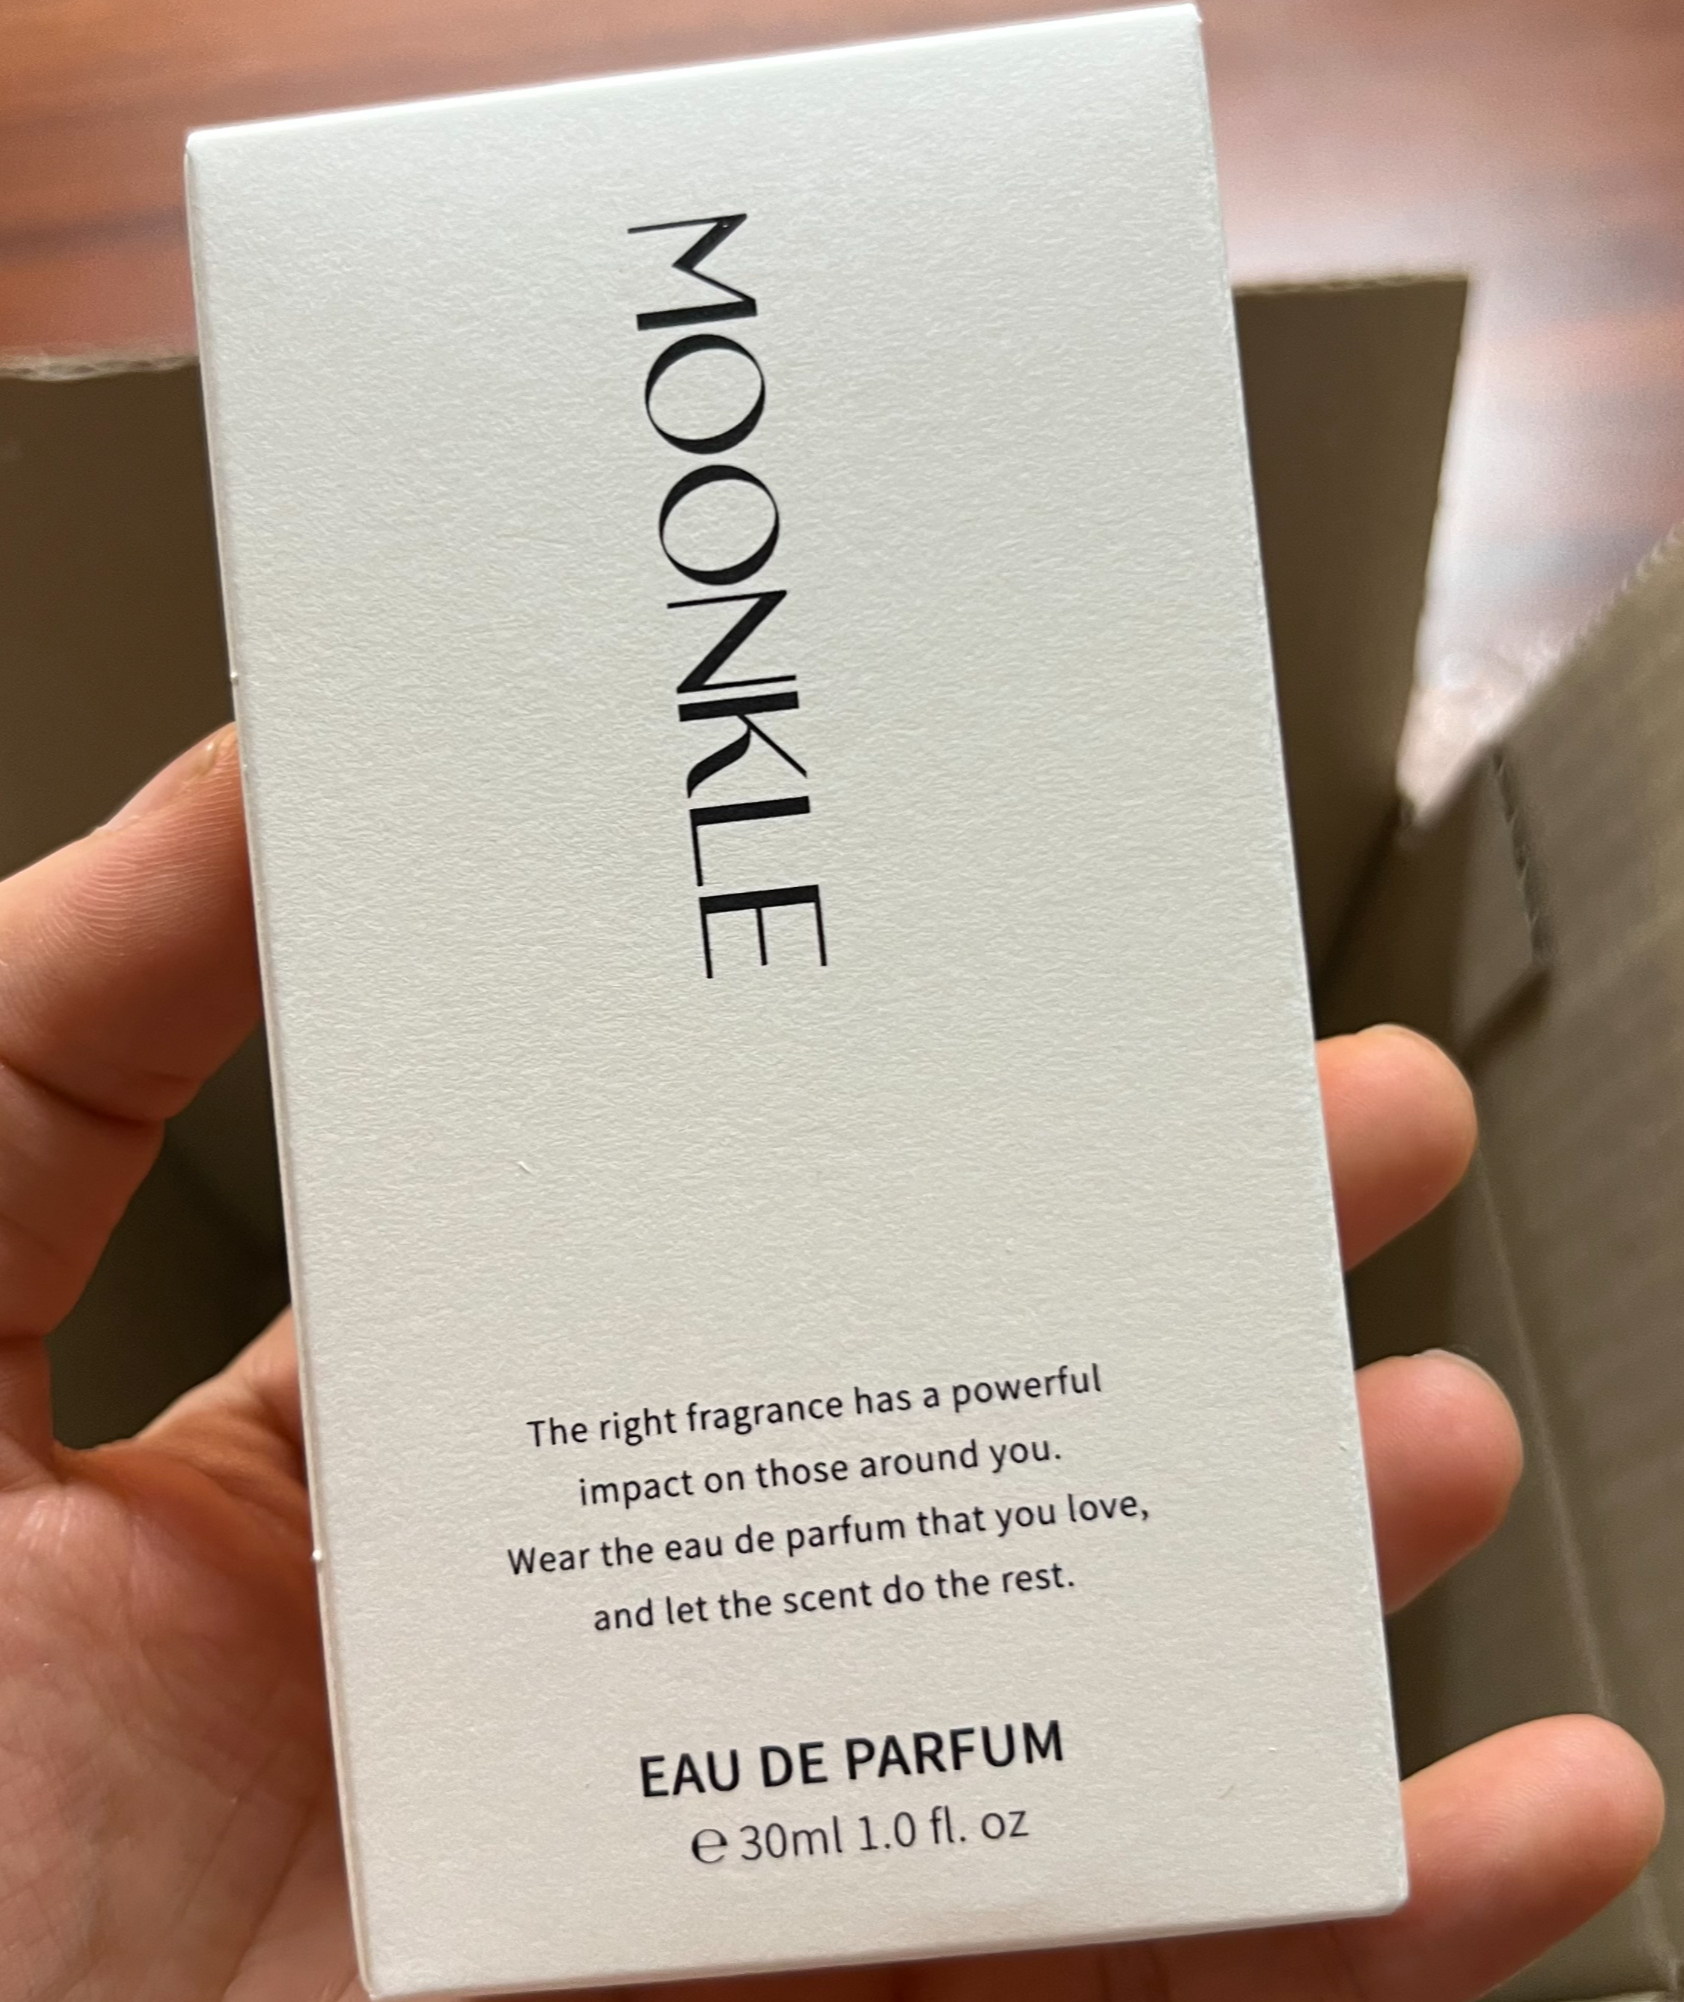 MOONKLE
The right fragrance has a powerful
impact on those around you.
Wear the eau de parfum that you love,
and let the scent do the rest.
EAU DE PARFUM
℮ 30ml 1.0 fl. oz